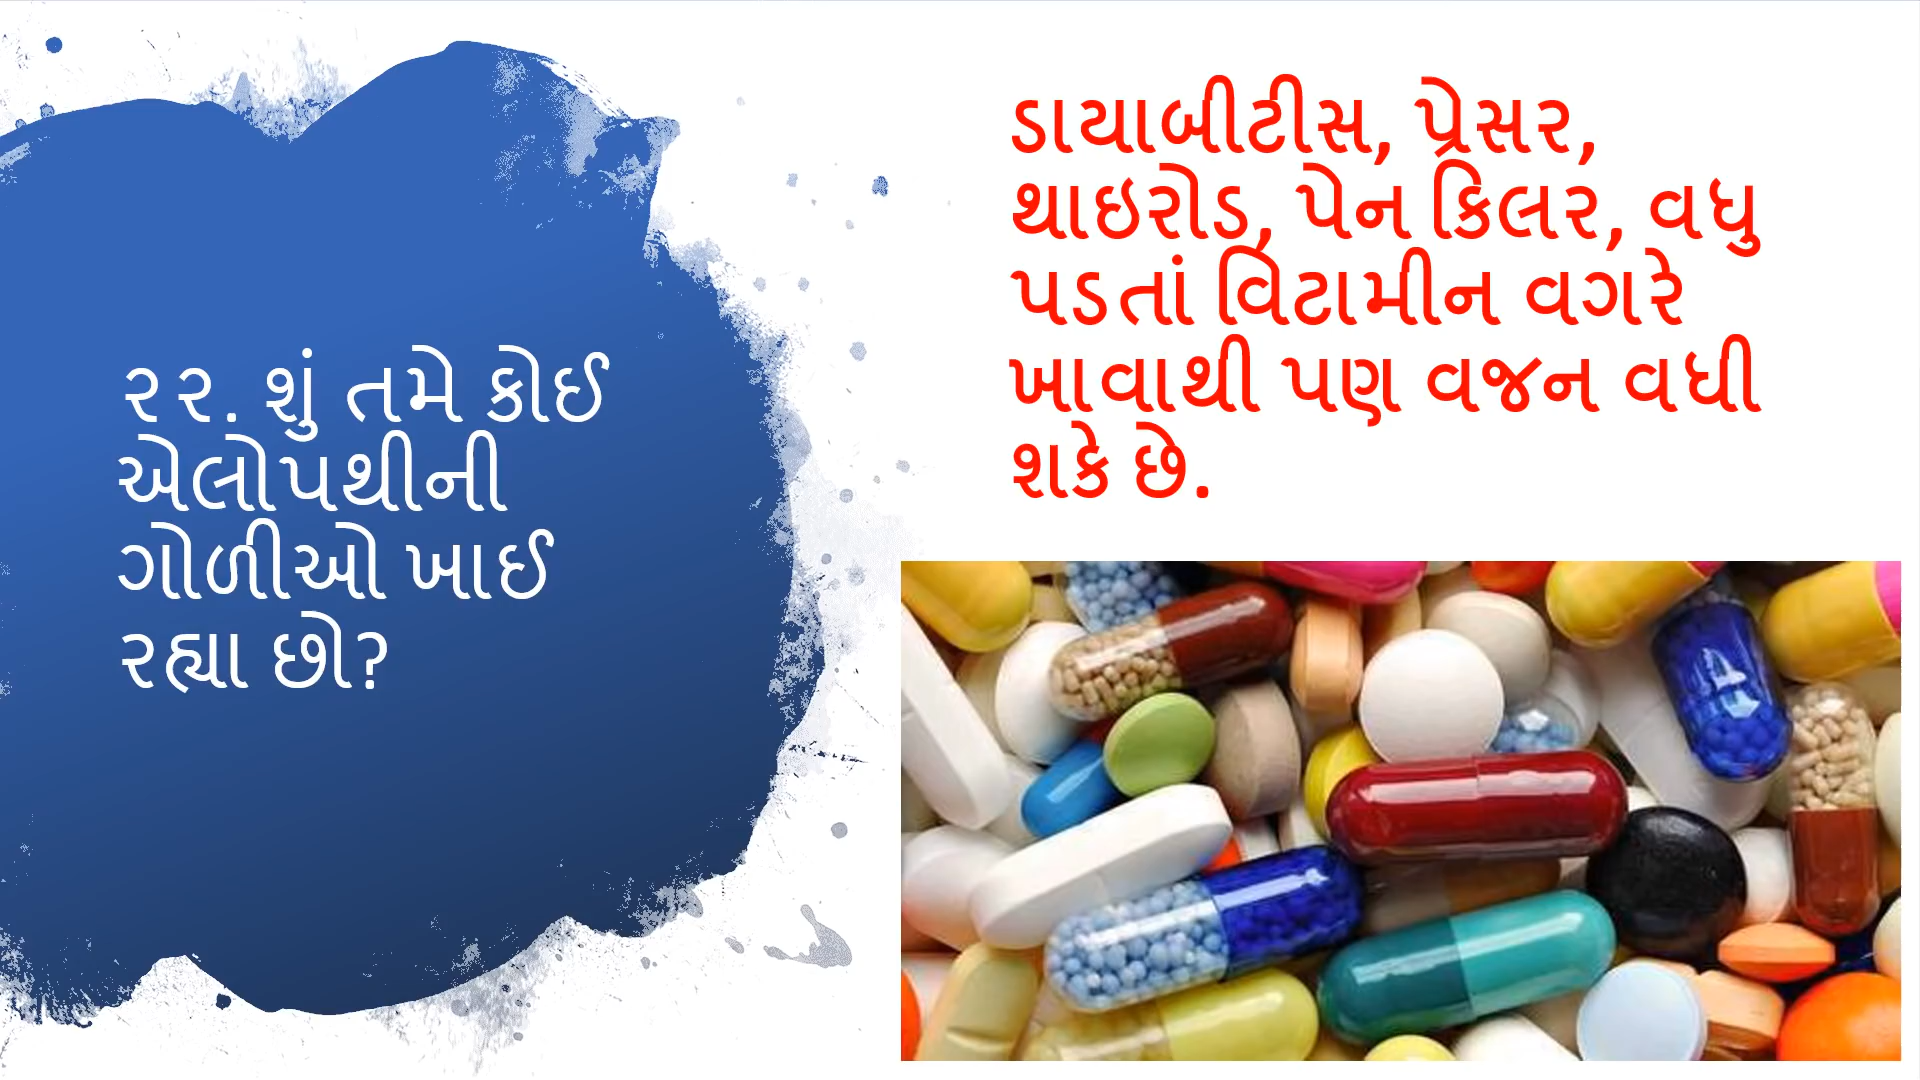 ૨૨. શું તમે કોઈ
એલોપથીની
ગોળીઓ ખાઈ
રહ્યા છો?
ડાયાબીટીસ, પ્રેસર,
થાઇરોડ, પેન કિલર, વધુ
પડતાં વિટામીન વગરે
ખાવાથી પણ વજન વધી
શકે છે.